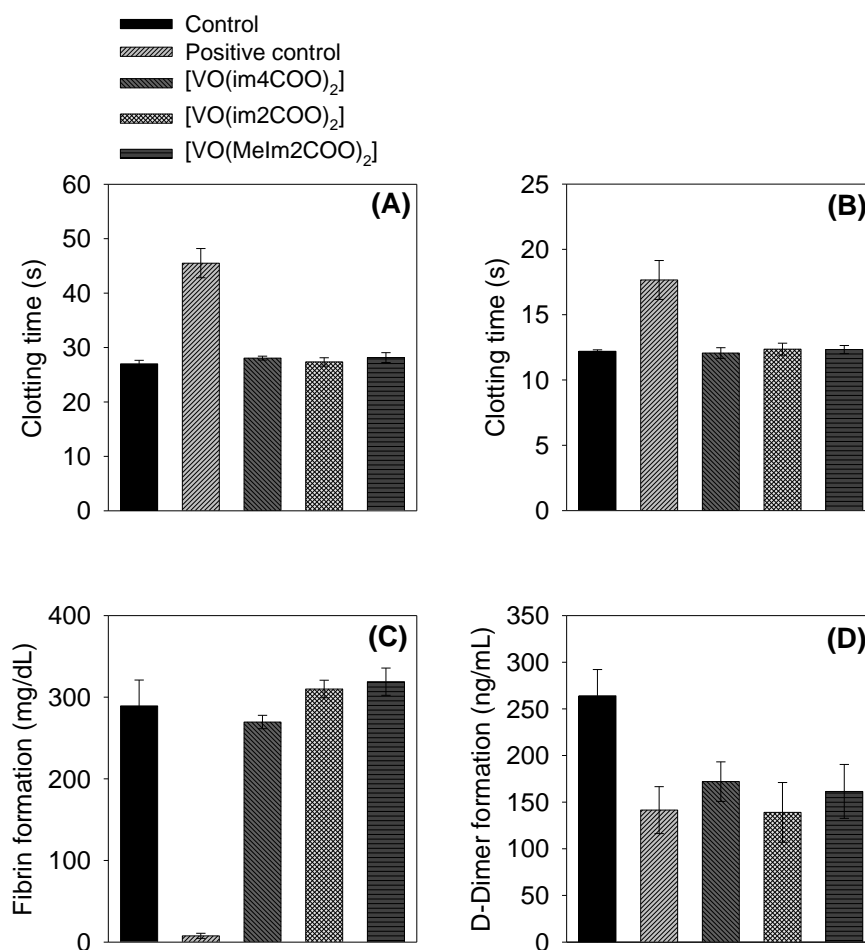 Control
Positive control
[VO(im4COO)₂]
[VO(im2COO)₂]
[VO(MeIm2COO)₂]
(A)
Clotting time (s)
60
50
40
30
20
10
0
(B)
Clotting time (s)
25
20
15
10
5
0
(C)
Fibrin formation (mg/dL)
400
300
200
100
0
(D)
D-Dimer formation (ng/mL)
350
300
250
200
150
100
50
0